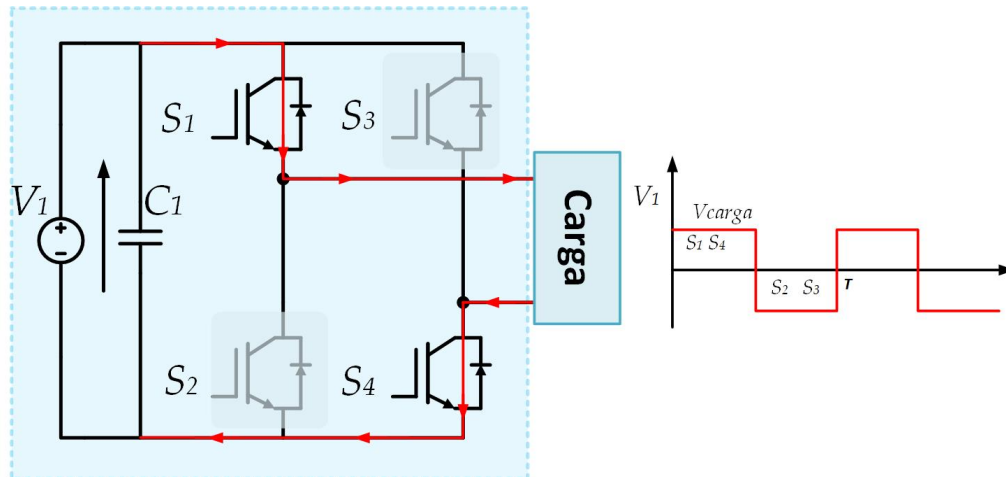 S1
S3
V1
C1
+
−
Carga
S2
S4
V1
Vcarga
S1 S4
S2 S3
T